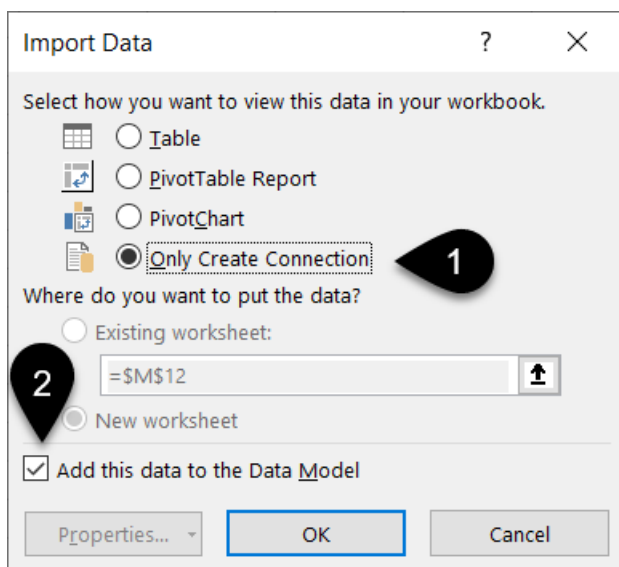 Import Data ?
Select how you want to view this data in your workbook.
Table
PivotTable Report
PivotChart
Only Create Connection 1
Where do you want to put the data?
Existing worksheet:
2 =$M$12
New worksheet
Add this data to the Data Model
Properties... OK Cancel